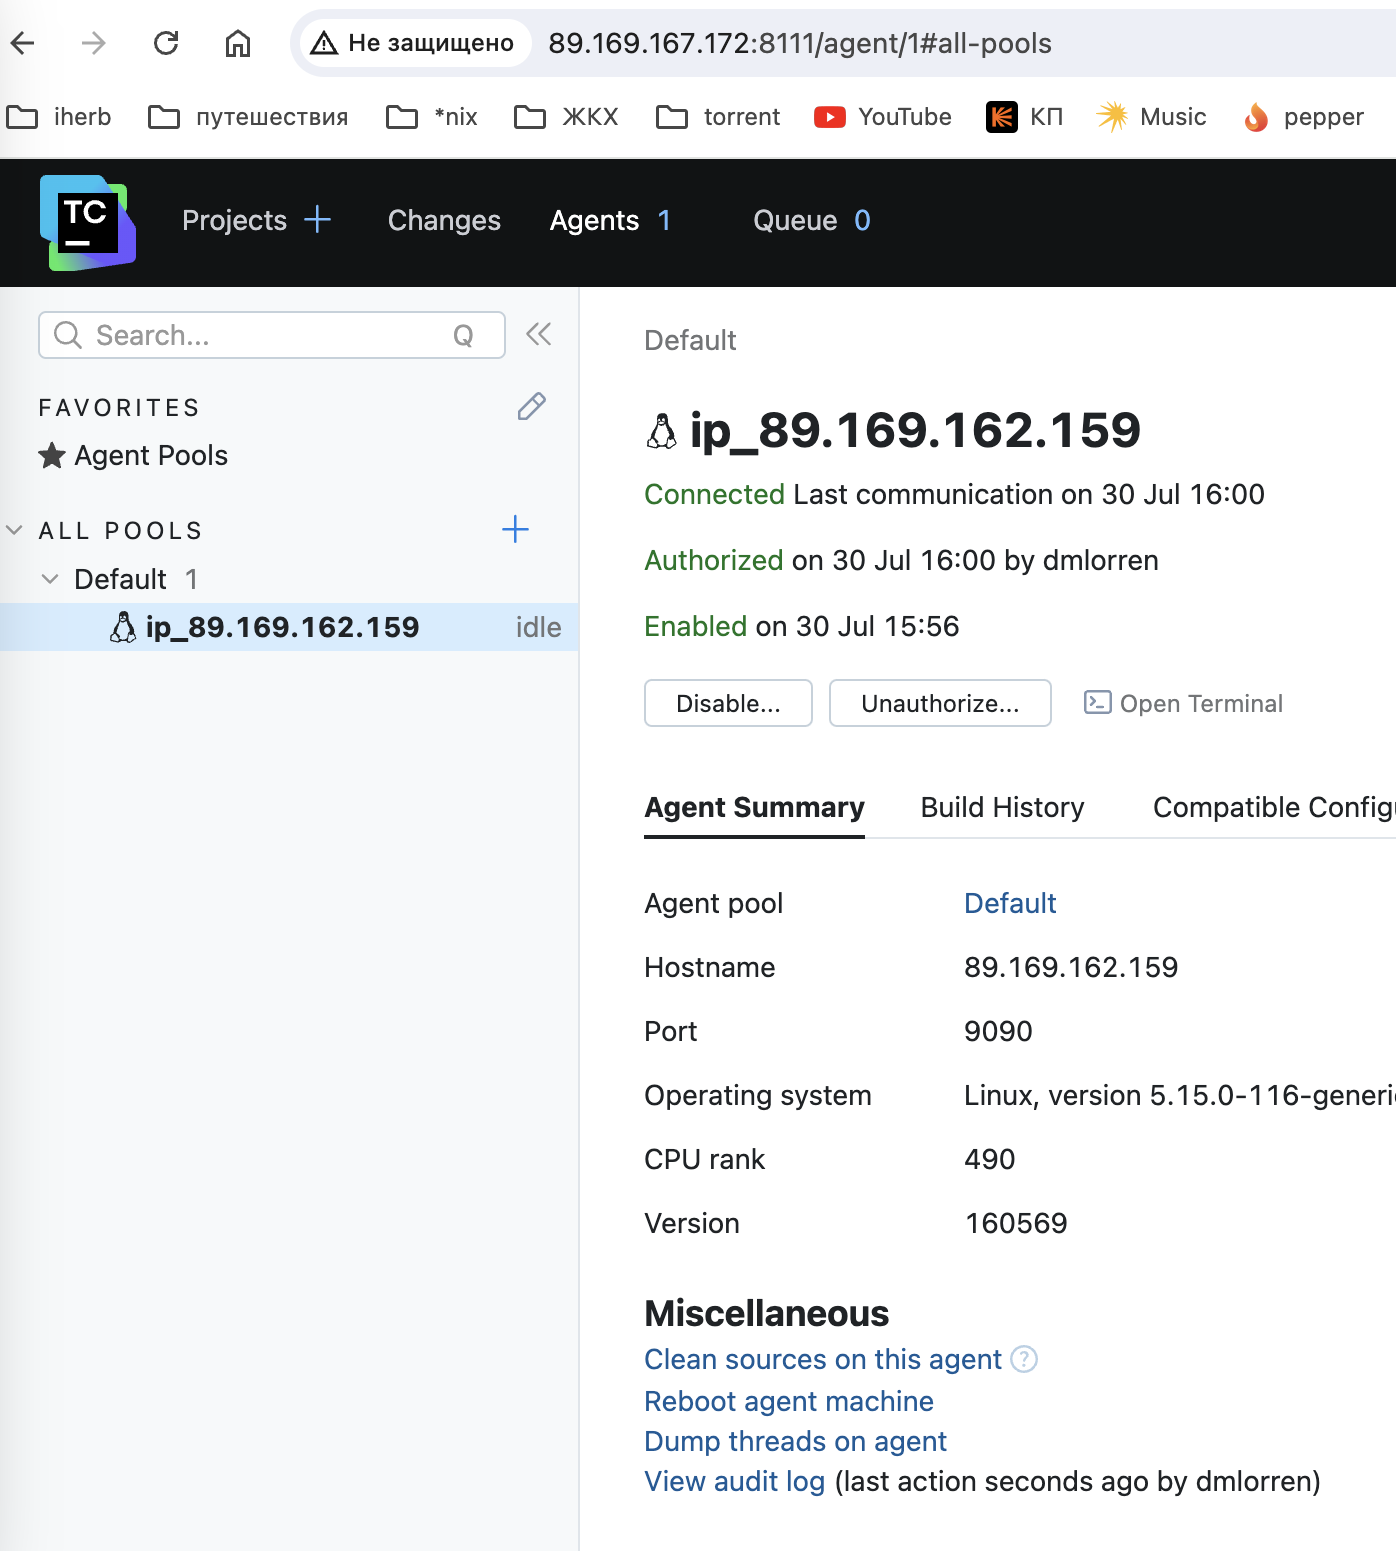 Не защищено 89.169.167.172:8111/agent/1#all-pools
iherb путешествия *nix ЖКХ torrent YouTube КП Music pepper
TC Projects Changes Agents 1 Queue 0
Search... Q
FAVORITES
Agent Pools
ALL POOLS
Default 1
ip_89.169.162.159 idle
Default
ip_89.169.162.159
Connected Last communication on 30 Jul 16:00
Authorized on 30 Jul 16:00 by dmlorren
Enabled on 30 Jul 15:56
Disable... Unauthorize... Open Terminal
Agent Summary Build History Compatible Configu
Agent pool Default
Hostname 89.169.162.159
Port 9090
Operating system Linux, version 5.15.0-116-generi
CPU rank 490
Version 160569
Miscellaneous
Clean sources on this agent ?
Reboot agent machine
Dump threads on agent
View audit log (last action seconds ago by dmlorren)